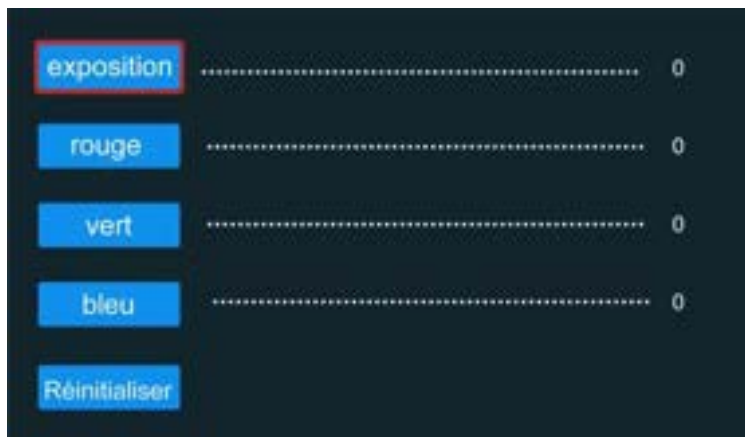 exposition 0
rouge 0
vert 0
bleu 0
Réinitialiser